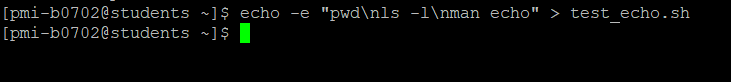 [pmi-b0702@students ~]$ echo -e "pwd\nls -l\nman echo" > test_echo.sh
[pmi-b0702@students ~]$